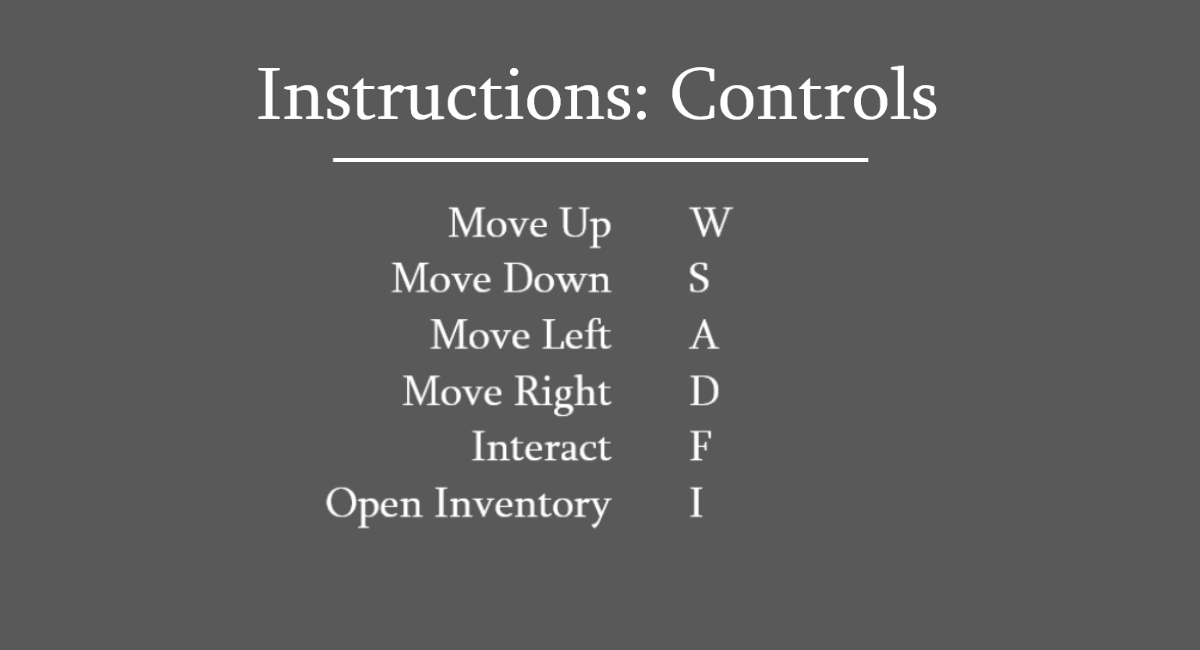 Instructions: Controls
Move Up W
Move Down S
Move Left A
Move Right D
Interact F
Open Inventory I